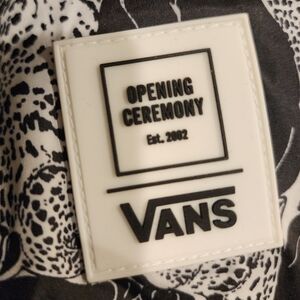 OPENING
CEREMONY
Est. 2002
VANS